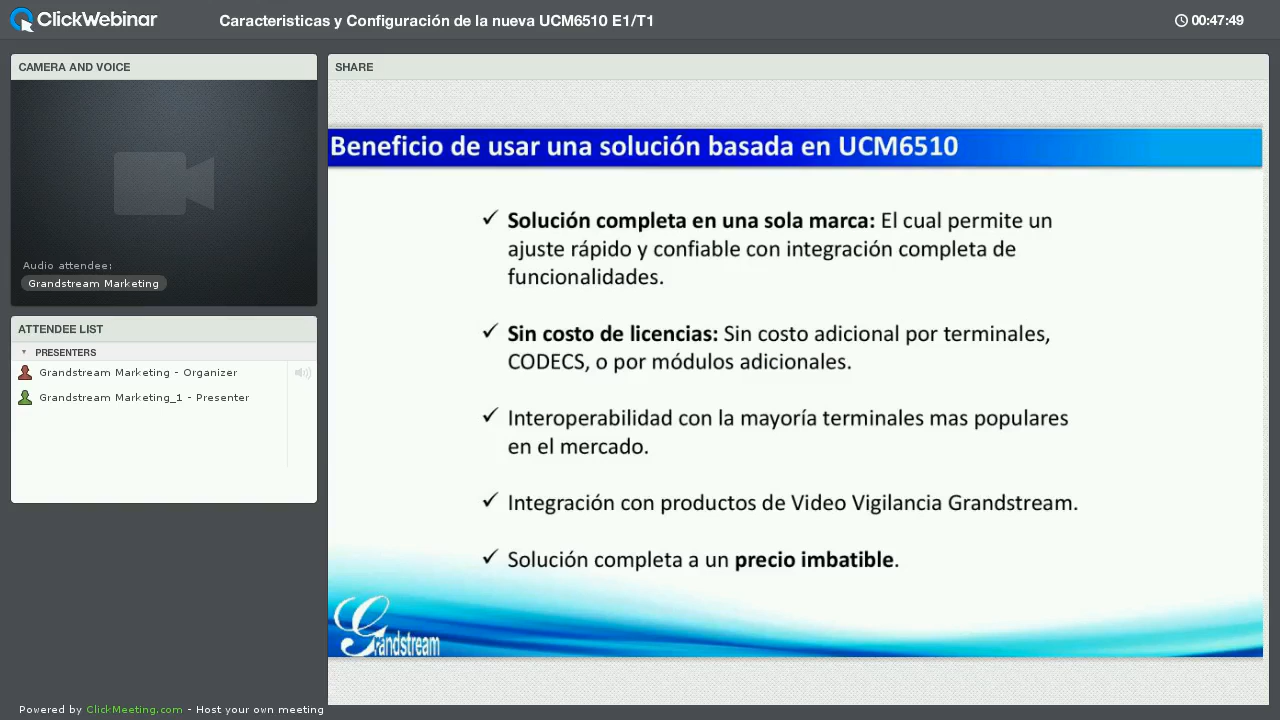 ClickWebinar
Caracteristicas y Configuración de la nueva UCM6510 E1/T1
00:47:49
CAMERA AND VOICE
Audio attendee:
Grandstream Marketing
ATTENDEE LIST
PRESENTERS
Grandstream Marketing - Organizer
Grandstream Marketing_1 - Presenter
SHARE
Beneficio de usar una solución basada en UCM6510
✓ Solución completa en una sola marca: El cual permite un
ajuste rápido y confiable con integración completa de
funcionalidades.
✓ Sin costo de licencias: Sin costo adicional por terminales,
CODECS, o por módulos adicionales.
✓ Interoperabilidad con la mayoría terminales mas populares
en el mercado.
✓ Integración con productos de Video Vigilancia Grandstream.
✓ Solución completa a un precio imbatible.
Grandstream
Powered by ClickMeeting.com - Host your own meeting